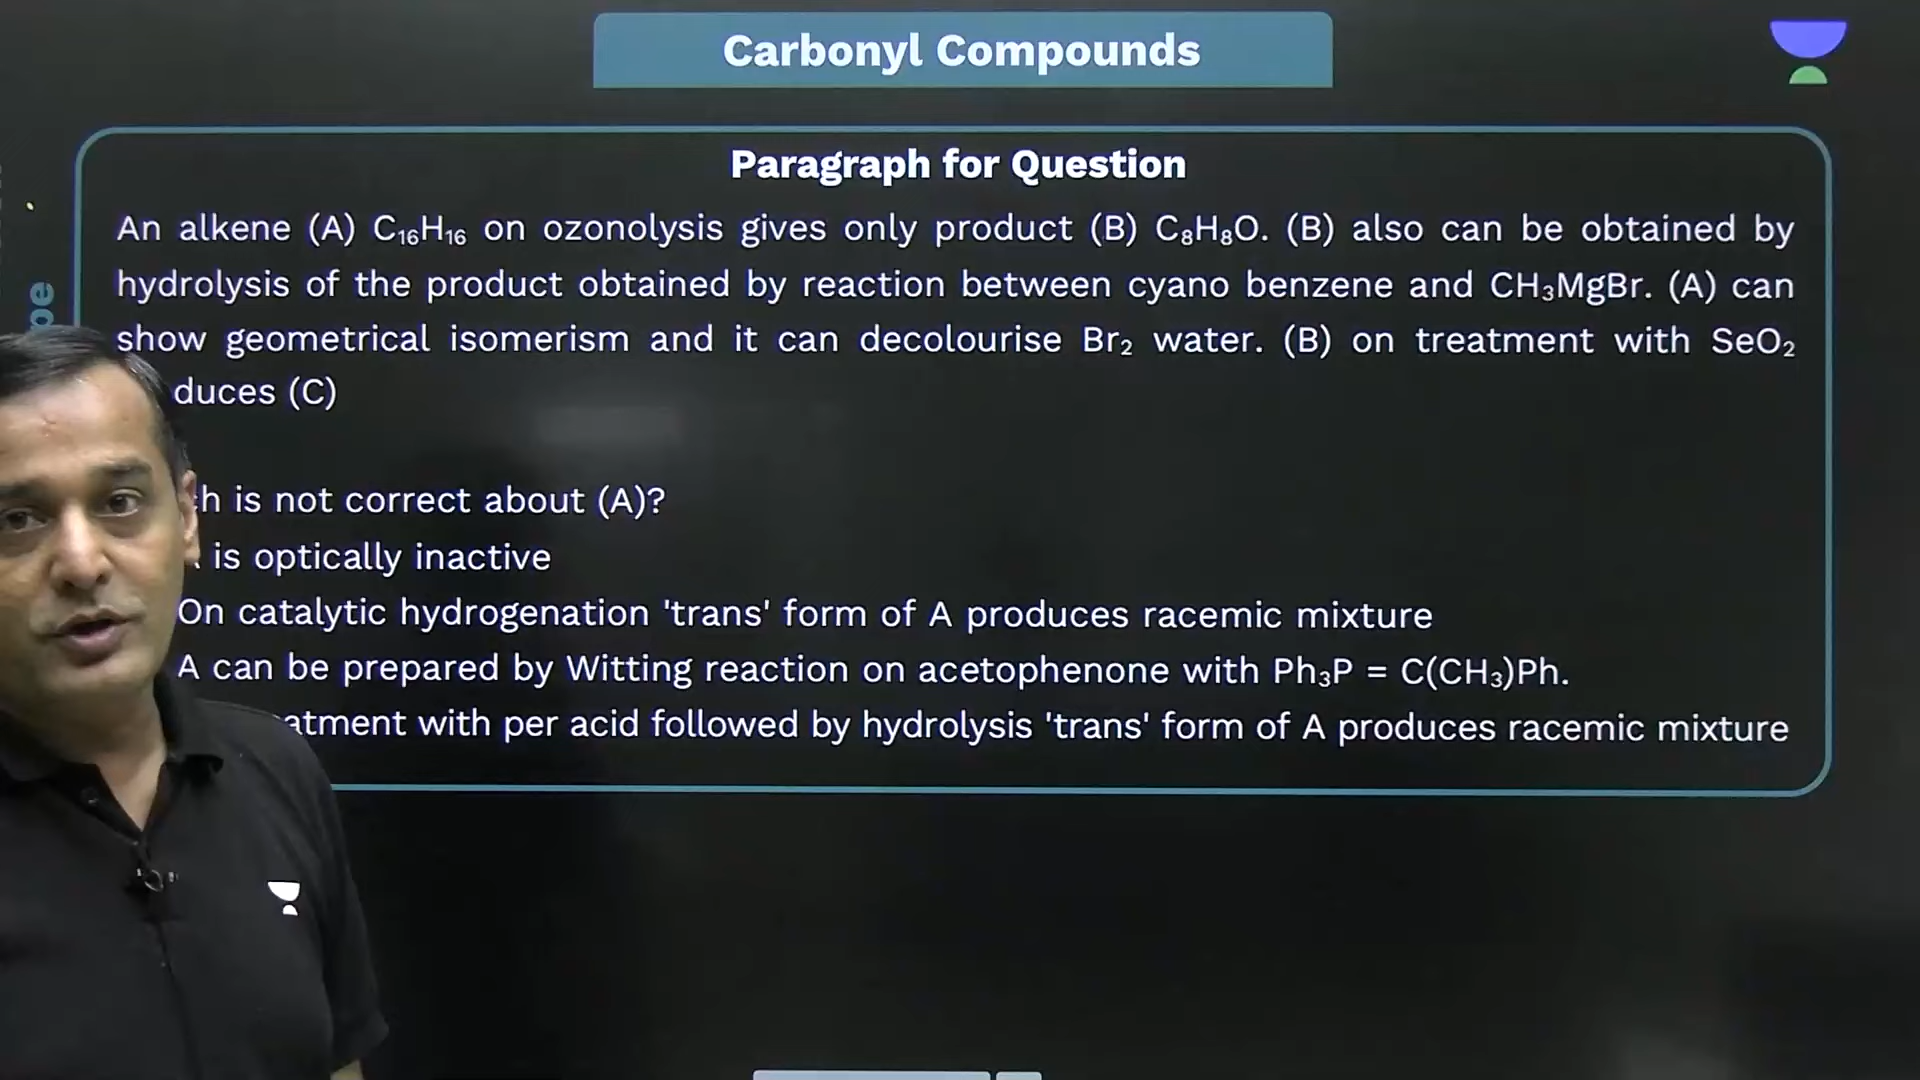 Carbonyl Compounds
Paragraph for Question
An alkene (A) C₁₆H₁₆ on ozonolysis gives only product (B) C₈H₈O. (B) also can be obtained by
hydrolysis of the product obtained by reaction between cyano benzene and CH₃MgBr. (A) can
show geometrical isomerism and it can decolourise Br₂ water. (B) on treatment with SeO₂
duces (C)
is not correct about (A)?
is optically inactive
On catalytic hydrogenation 'trans' form of A produces racemic mixture
A can be prepared by Witting reaction on acetophenone with Ph₃P = C(CH₃)Ph.
atment with per acid followed by hydrolysis 'trans' form of A produces racemic mixture